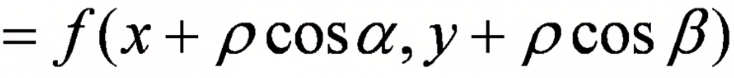 = f(x + ρ cos α, y + ρ cos β)